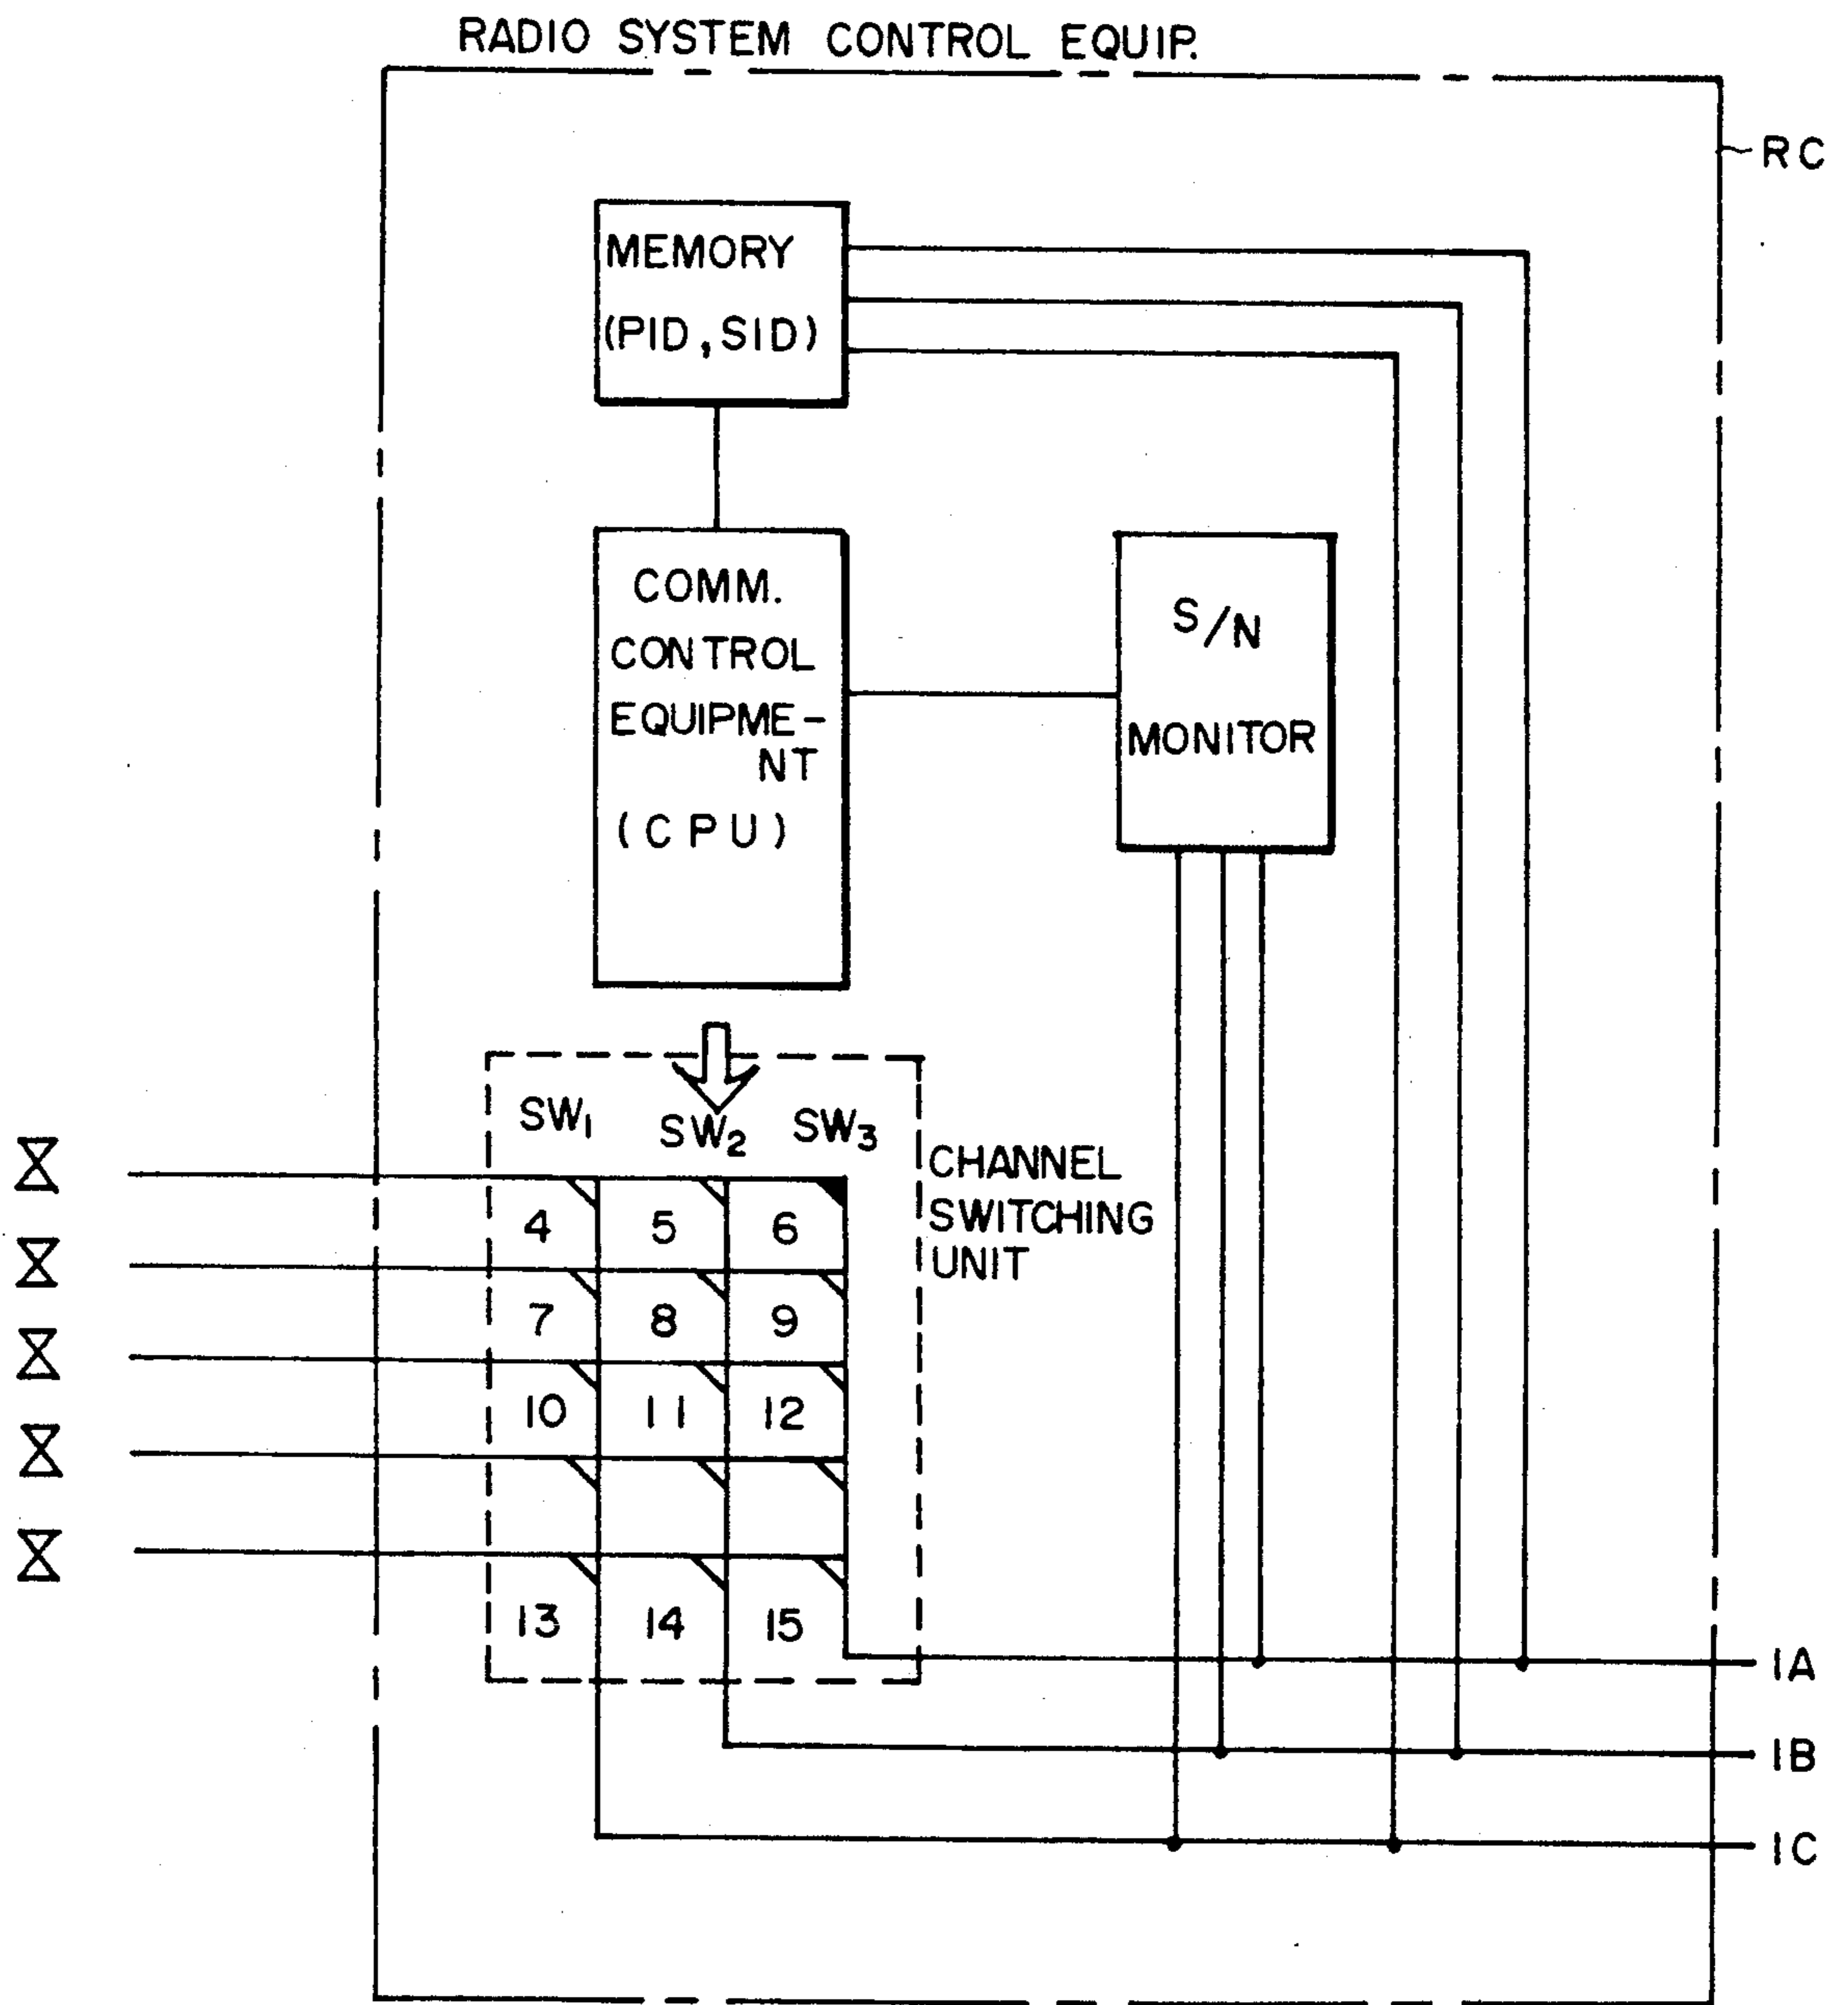 RADIO SYSTEM CONTROL EQUIP.
RC
MEMORY
(PID, SID)
COMM.
CONTROL
EQUIPME-
NT
(CPU)
S/N
MONITOR
SW1 SW2 SW3
CHANNEL
SWITCHING
UNIT
4 5 6
7 8 9
10 11 12
13 14 15
1A
1B
1C